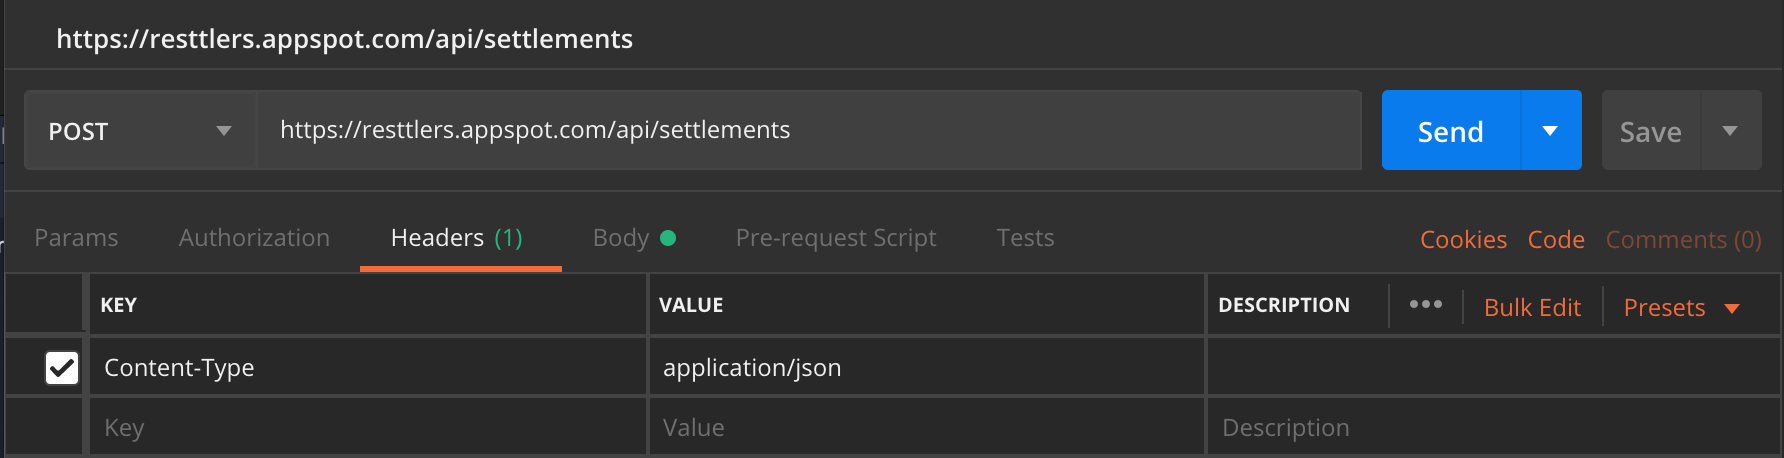 https://resttlers.appspot.com/api/settlements
POST https://resttlers.appspot.com/api/settlements Send Save
Params Authorization Headers (1) Body Pre-request Script Tests Cookies Code Comments (0)
KEY VALUE DESCRIPTION ••• Bulk Edit Presets
Content-Type application/json
Key Value Description